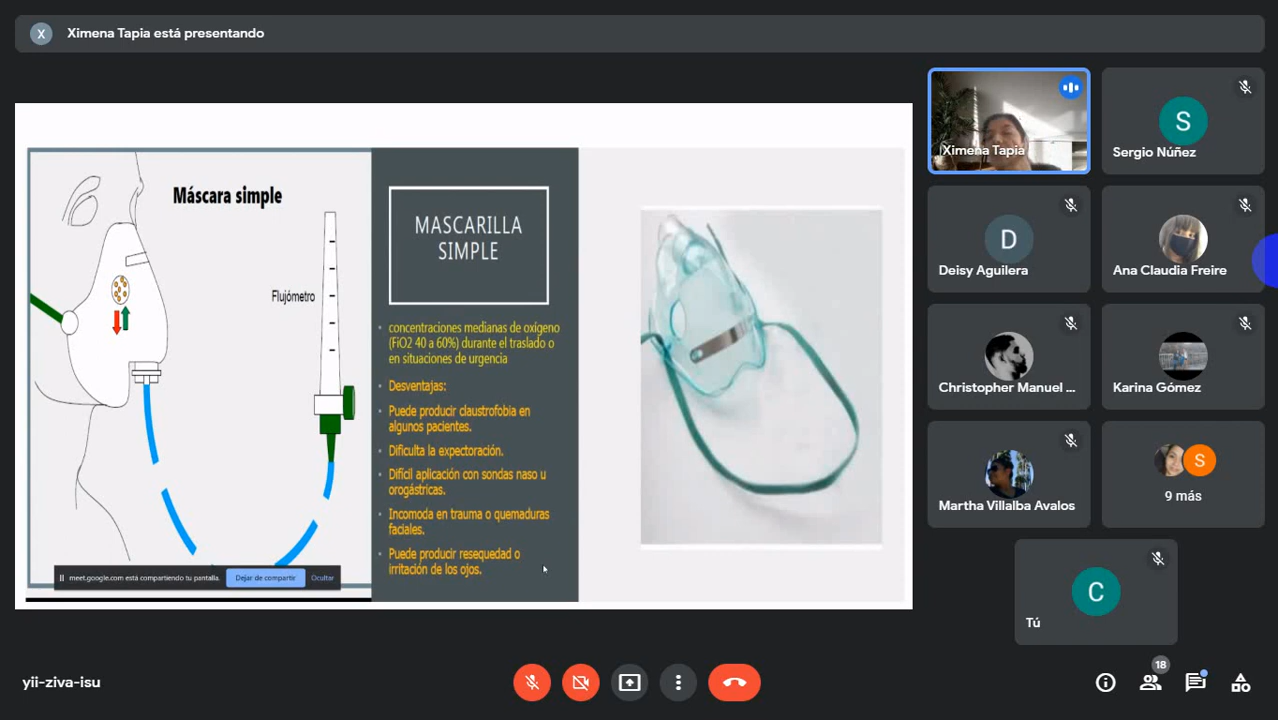 X
Ximena Tapia está presentando
Máscara simple
Flujómetro
meet.google.com está compartiendo tu pantalla.
Dejar de compartir
Ocultar
MASCARILLA
SIMPLE
concentraciones medianas de oxígeno
(FiO2 40 a 60%) durante el traslado o
en situaciones de urgencia
Desventajas:
Puede producir claustrofobia en
algunos pacientes.
Dificulta la expectoración.
Difícil aplicación con sondas naso u
orogástricas.
Incomoda en trauma o quemaduras
faciales.
Puede producir resequedad o
irritación de los ojos.
Ximena Tapia
S
Sergio Núñez
D
Deisy Aguilera
Ana Claudia Freire
Christopher Manuel ...
Karina Gómez
Martha Villalba Avalos
S
9 más
C
Tú
yii-ziva-isu
18